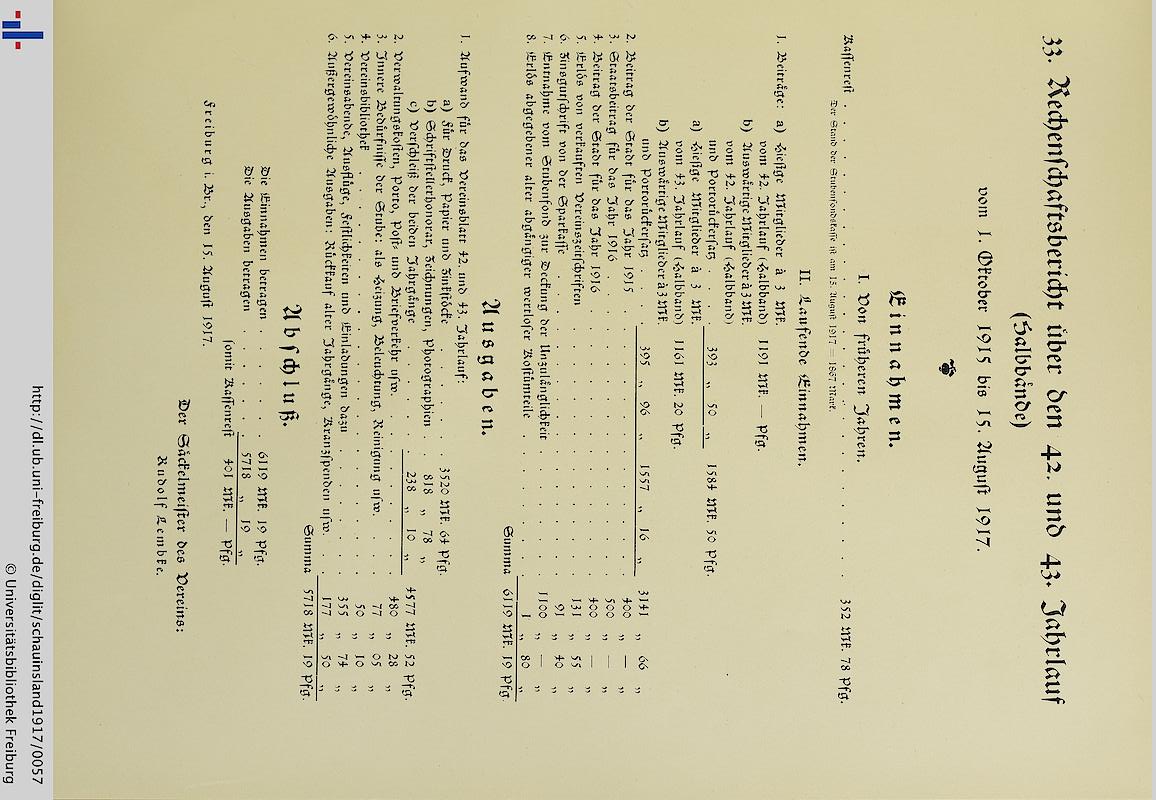 33. Rechenschaftsbericht über den 42. und 43. Jahrlauf
(Halbbände)
vom 1. Oktober 1915 bis 15. August 1917.
Einnahmen.
I. Von früheren Jahren.
Kassenrest . . . . . . . . . . 352 Mk. 78 Pfg.
Der Stand der Stubenfondskasse ist am 15. August 1917 = 1867 Mark.
II. Laufende Einnahmen.
1. Beiträge: a) Hiesige Mitglieder à 3 Mk.
vom 42. Jahrlauf (Halbband) 1191 Mk. — Pfg.
b) Auswärtige Mitglieder à 3 Mk.
vom 42. Jahrlauf (Halbband)
und Portorückersatz . . . 393 „ 50 „ 1584 Mk. 50 Pfg.
a) Hiesige Mitglieder à 3 Mk.
vom 43. Jahrlauf (Halbband) 1161 Mk. 20 Pfg.
b) Auswärtige Mitglieder à 3 Mk.
und Portorückersatz . . . 395 „ 96 „ 1557 „ 16 „ 3141 „ 66 „
2. Beitrag der Stadt für das Jahr 1915 . . . . . 400 „ — „
3. Staatsbeitrag für das Jahr 1916 . . . . . 500 „ — „
4. Beitrag der Stadt für das Jahr 1916 . . . . . 400 „ — „
5. Erlös von verkauften Vereinszeitschriften . . . . . 131 „ 55 „
6. Zinsgutschrift von der Sparkasse . . . . . 91 „ 40 „
7. Entnahme vom Stubenfond zur Deckung der Unzulänglichkeit . . . . . 1100 „ — „
8. Erlös abgegebener alter abgängiger wertloser Kostümteile . . . . . 1 „ 80 „
Summa 6119 Mk. 19 Pfg.
Ausgaben.
1. Aufwand für das Vereinsblatt 42. und 43. Jahrlauf:
a) Für Druck, Papier und Zinkstöcke . . . . . 3520 Mk. 64 Pfg.
b) Schriftstellerhonorar, Zeichnungen, Photographien . . 818 „ 78 „
c) Verschleiß der beiden Jahrgänge . . . . . 238 „ 10 „ 4577 Mk. 52 Pfg.
2. Verwaltungskosten, Porto, Post- und Briefverkehr usw. . . . . 480 „ 28 „
3. Innere Bedürfnisse der Stube: als Heizung, Beleuchtung, Reinigung usw. . . . 77 „ 05 „
4. Vereinsbibliothek . . . . . 50 „ 10 „
5. Vereinsabende, Ausflüge, Festlichkeiten und Einladungen dazu . . . . . 355 „ 74 „
6. Außergewöhnliche Ausgaben: Rückkauf alter Jahrgänge, Kranzspenden usw. . . . 177 „ 50 „
Summa 5718 Mk. 19 Pfg.
Abschluß.
Die Einnahmen betragen . . . . . 6119 Mk. 19 Pfg.
Die Ausgaben betragen . . . . . 5718 „ 19 „
somit Kassenrest 401 Mk. — Pfg.
Freiburg i. Br., den 15. August 1917.
Der Säckelmeister des Vereins:
Rudolf Lembke.
http://dl.ub.uni-freiburg.de/diglit/schauinsland1917/0057
© Universitätsbibliothek Freiburg